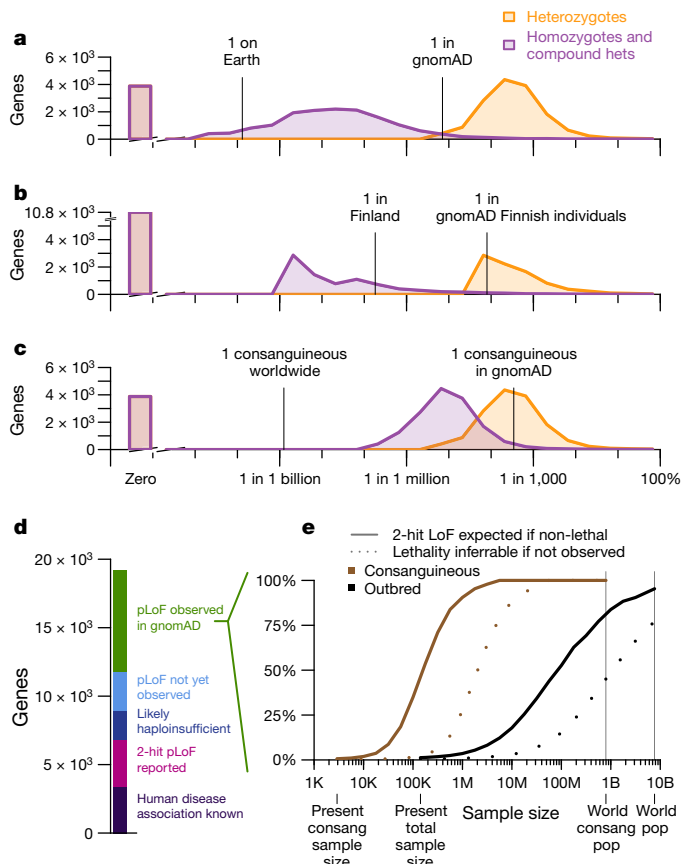 Heterozygotes
Homozygotes and
compound hets
a
1 on
Earth
1 in
gnomAD
Genes
6 × 10³
4 × 10³
2 × 10³
0
b
1 in
Finland
1 in
gnomAD Finnish individuals
Genes
10.8 × 10³
4 × 10³
2 × 10³
0
c
1 consanguineous
worldwide
1 consanguineous
in gnomAD
Genes
6 × 10³
4 × 10³
2 × 10³
0
Zero
1 in 1 billion
1 in 1 million
1 in 1,000
100%
d
Genes
20 × 10³
15 × 10³
10 × 10³
5 × 10³
0
pLoF observed
in gnomAD
pLoF not yet
observed
Likely
haploinsufficient
2-hit pLoF
reported
Human disease
association known
e
2-hit LoF expected if non-lethal
Lethality inferrable if not observed
Consanguineous
Outbred
100%
75%
50%
25%
0%
1K
10K
100K
1M
10M
100M
1B
10B
Sample size
Present
consang
sample
size
Present
total
sample
size
World
consang
pop
World
pop